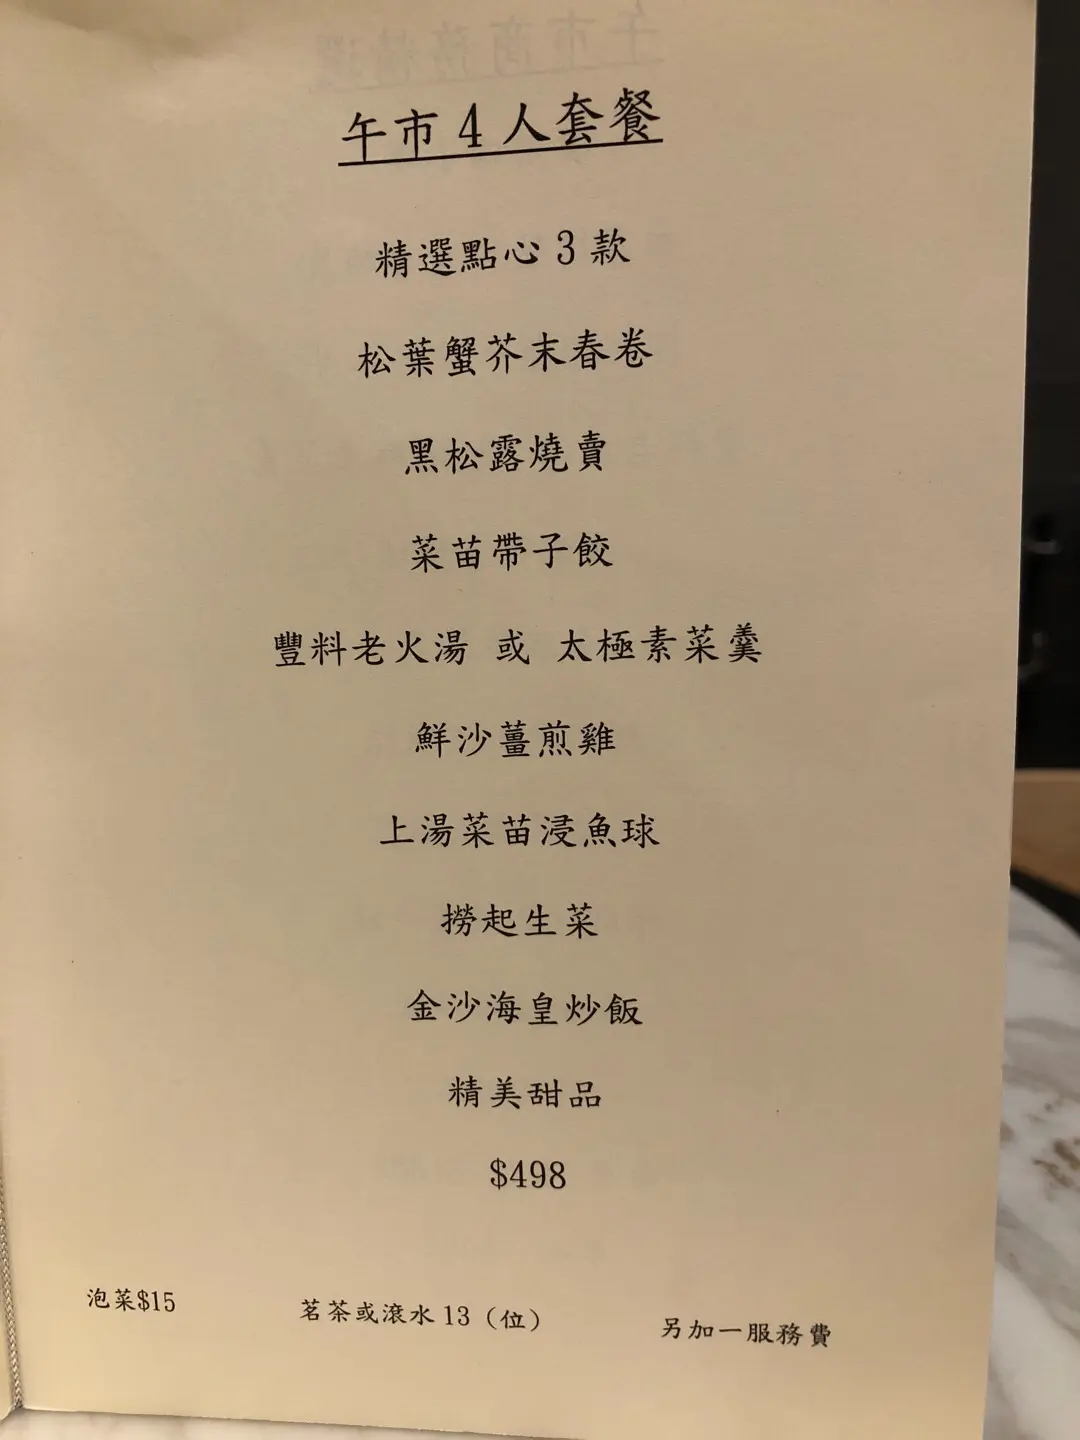 午市4人套餐
精選點心3款
松葉蟹芥末春卷
黑松露燒賣
菜苗帶子餃
豐料老火湯 或 太極素菜羹
鮮沙薑煎雞
上湯菜苗浸魚球
撈起生菜
金沙海皇炒飯
精美甜品
$498
泡菜$15 茗茶或滾水13（位） 另加一服務費